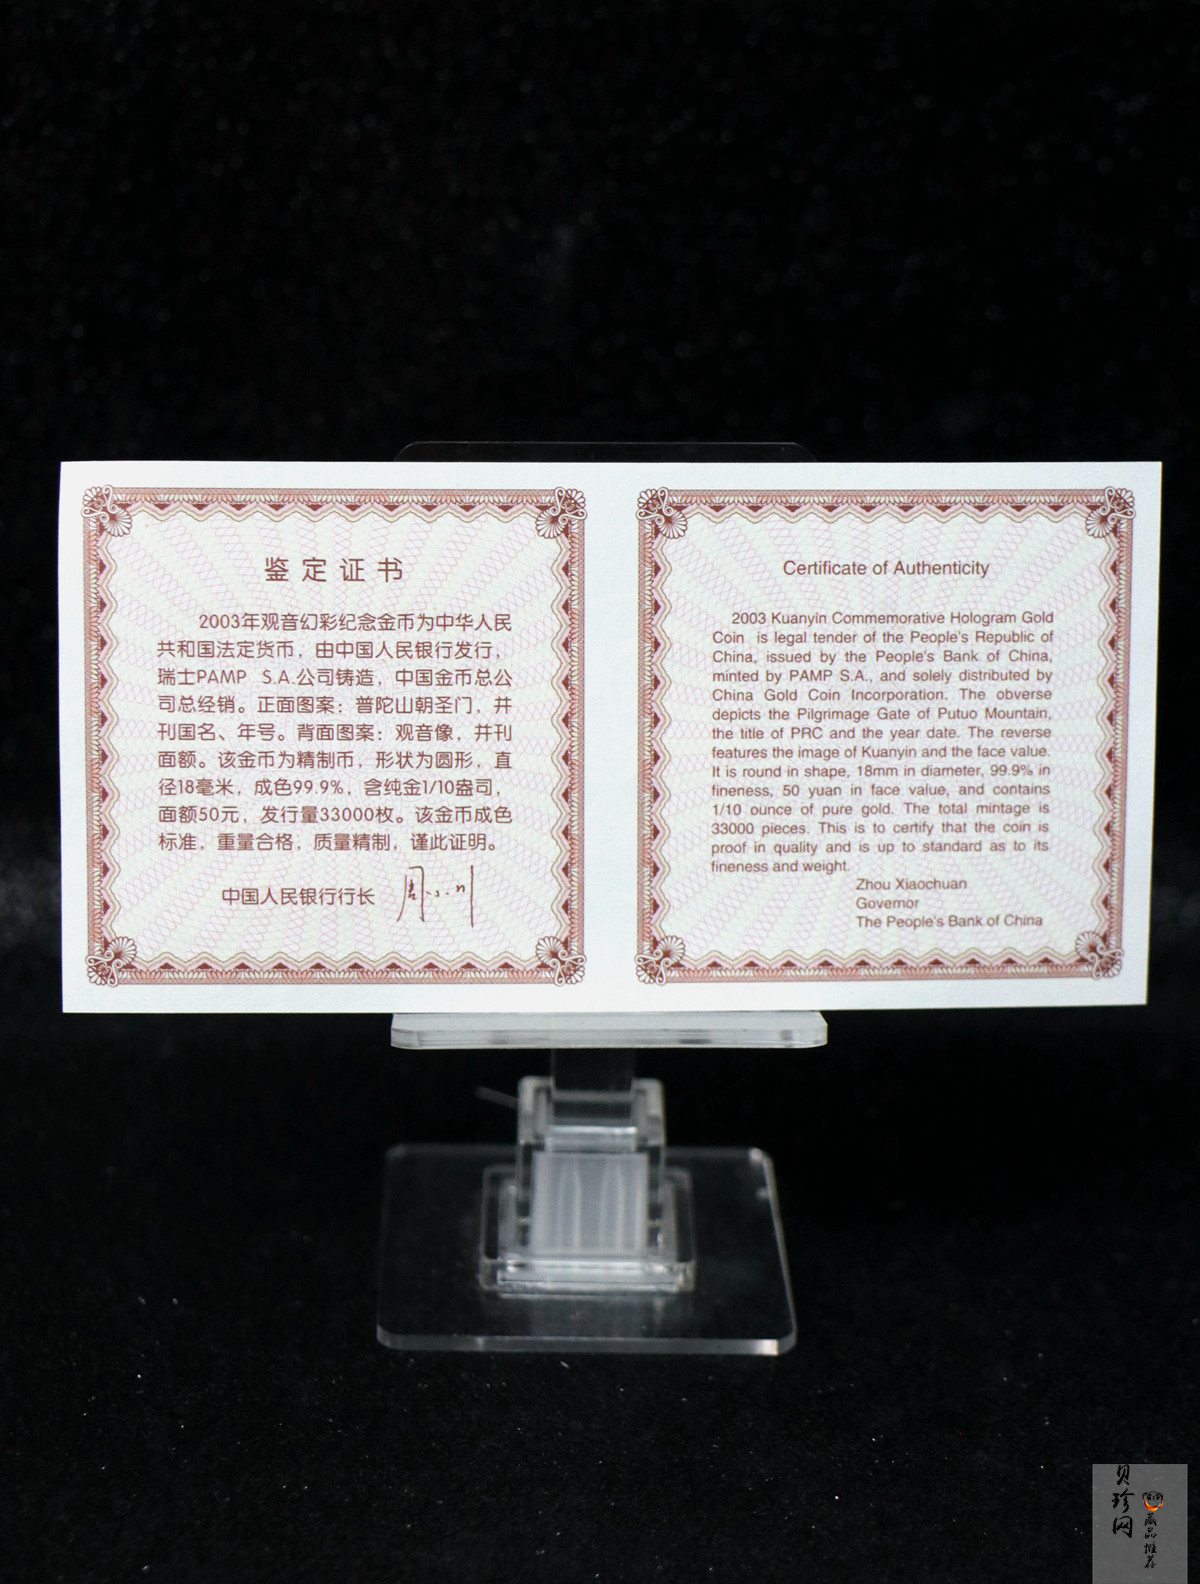 鉴定证书
2003年观音幻彩纪念金币为中华人民
共和国法定货币，由中国人民银行发行，
瑞士PAMP S.A.公司铸造，中国金币总公
司总经销。正面图案：普陀山朝圣门，并
刊国名、年号。背面图案：观音像，并刊
面额。该金币为精制币，形状为圆形，直
径18毫米，成色99.9%，含纯金1/10盎司，
面额50元，发行量33000枚。该金币成色
标准，重量合格，质量精制，谨此证明。
中国人民银行行长 周小川
Certificate of Authenticity
2003 Kuanyin Commemorative Hologram Gold
Coin is legal tender of the People's Republic of
China, issued by the People's Bank of China,
minted by PAMP S.A., and solely distributed by
China Gold Coin Incorporation. The obverse
depicts the Pilgrimage Gate of Putuo Mountain,
the title of PRC and the year date. The reverse
features the image of Kuanyin and the face value.
It is round in shape, 18mm in diameter, 99.9% in
fineness, 50 yuan in face value, and contains
1/10 ounce of pure gold. The total mintage is
33000 pieces. This is to certify that the coin is
proof in quality and is up to standard as to its
fineness and weight.
Zhou Xiaochuan
Governor
The People's Bank of China
贝珍网
藏品推荐